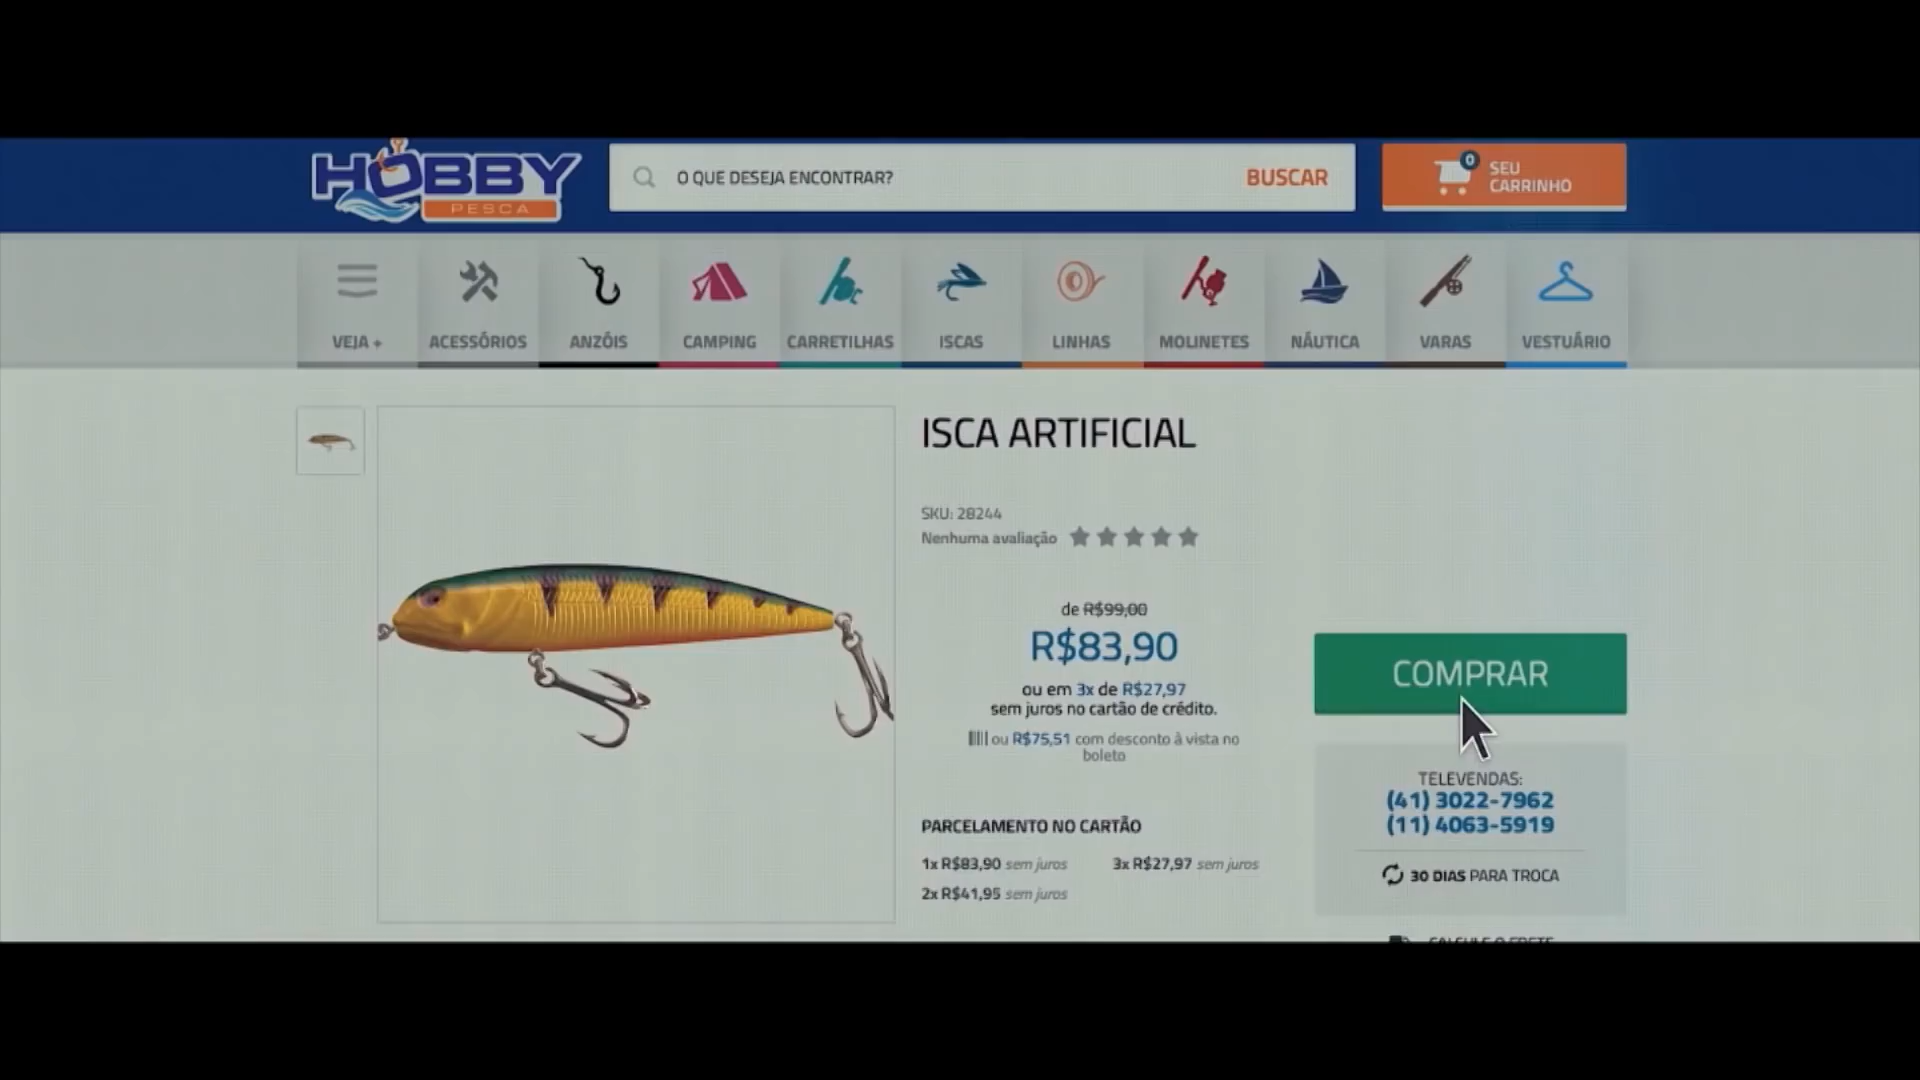 HOBBY
PESCA
O QUE DESEJA ENCONTRAR?
BUSCAR
0
SEU
CARRINHO
VEJA +
ACESSÓRIOS
ANZÓIS
CAMPING
CARRETILHAS
ISCAS
LINHAS
MOLINETES
NÁUTICA
VARAS
VESTUÁRIO
ISCA ARTIFICIAL
SKU: 28244
Nenhuma avaliação
de R$99,00
R$83,90
ou em 3x de R$27,97
sem juros no cartão de crédito.
ou R$75,51 com desconto à vista no
boleto
PARCELAMENTO NO CARTÃO
1x R$83,90 sem juros
3x R$27,97 sem juros
2x R$41,95 sem juros
COMPRAR
TELEVENDAS:
(41) 3022-7962
(11) 4063-5919
30 DIAS PARA TROCA
CALCULE O FRETE